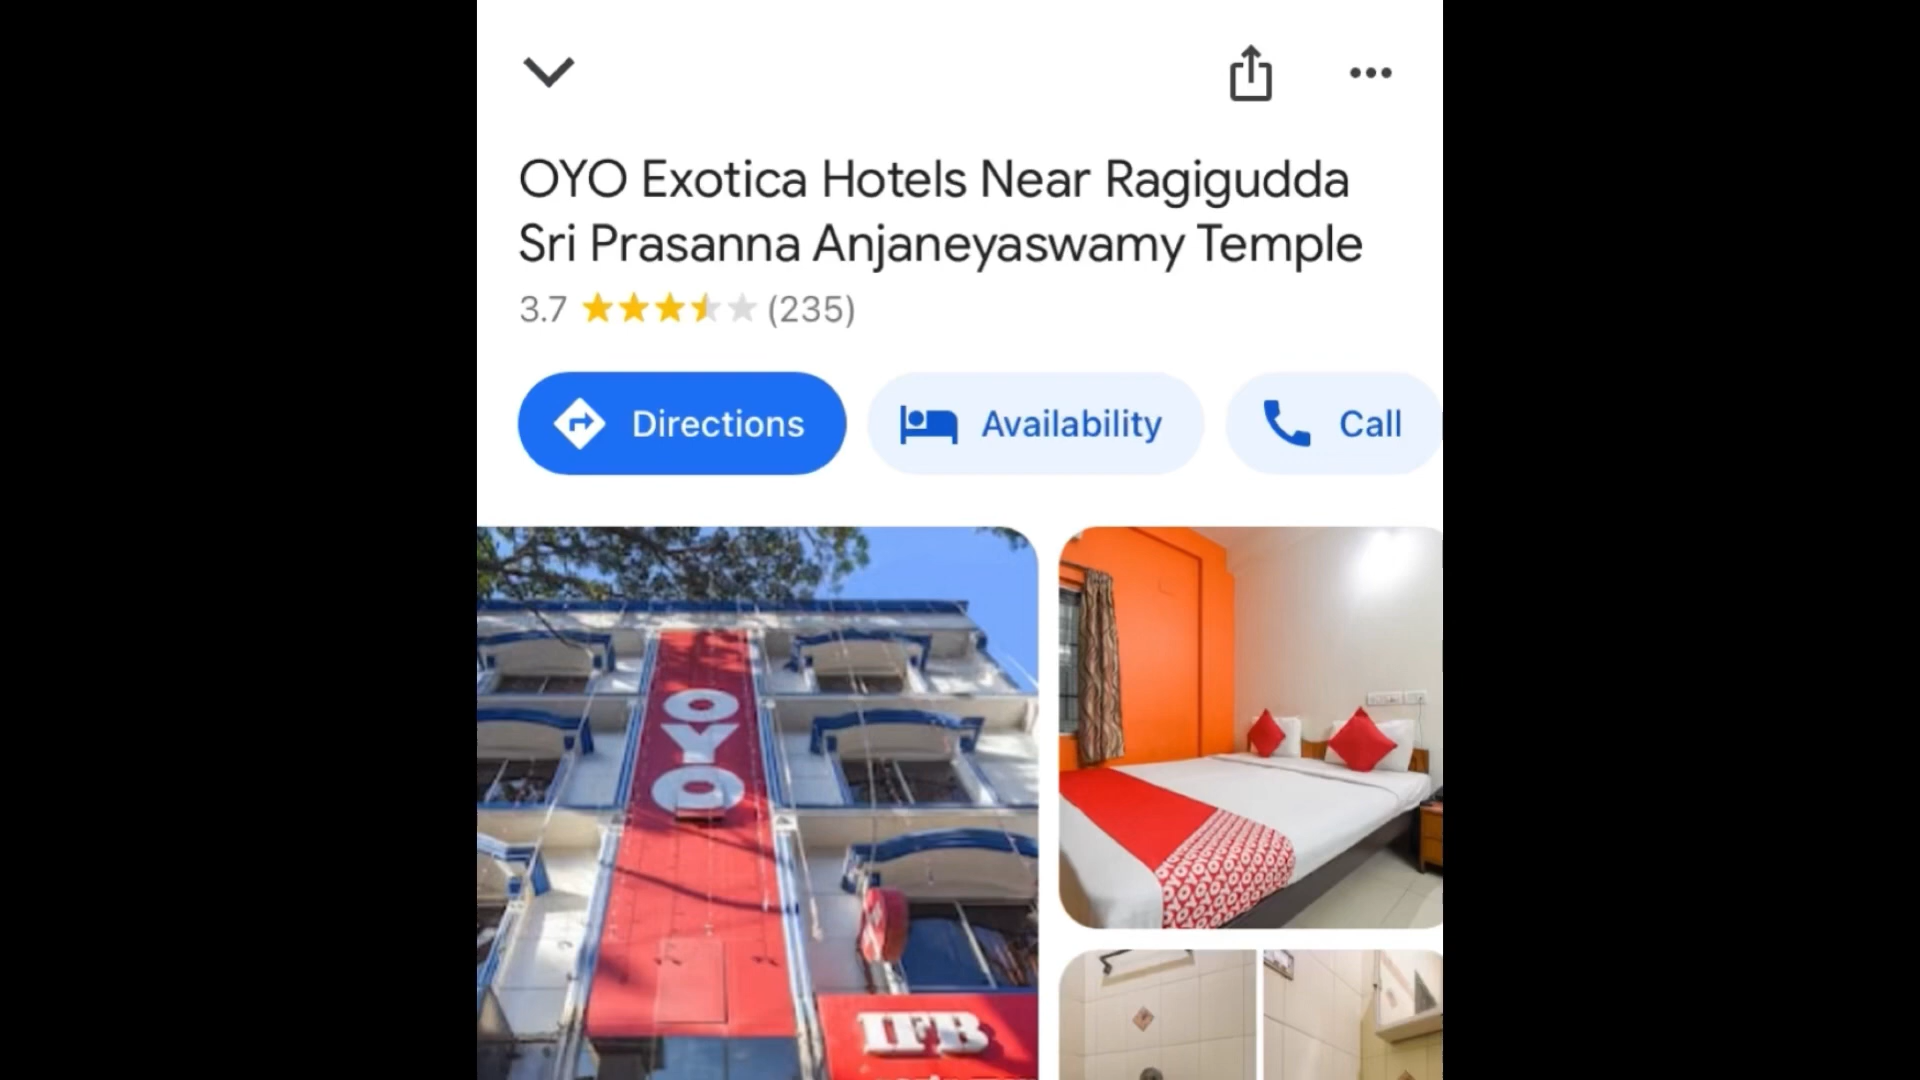 OYO Exotica Hotels Near Ragigudda
Sri Prasanna Anjaneyaswamy Temple
3.7 (235)
Directions
Availability
Call
OYO
IFB